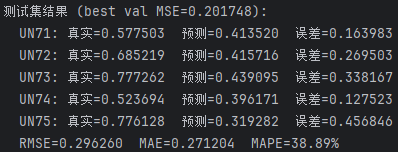 测试集结果 (best val MSE=0.201748):
UN71: 真实=0.577503 预测=0.413520 误差=0.163983
UN72: 真实=0.685219 预测=0.415716 误差=0.269503
UN73: 真实=0.777262 预测=0.439095 误差=0.338167
UN74: 真实=0.523694 预测=0.396171 误差=0.127523
UN75: 真实=0.776128 预测=0.319282 误差=0.456846
RMSE=0.296260 MAE=0.271204 MAPE=38.89%